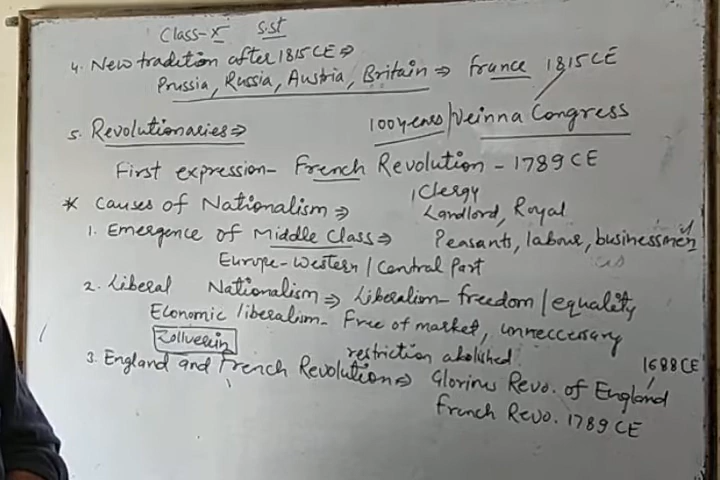 Class-X S.st
4. New tradition after 1815 CE ⇒
Prussia, Russia, Austria, Britain ⇒ France 1815 CE
5. Revolutionaries ⇒ 100 years/Veinna Congress
First expression- French Revolution - 1789 CE
* Causes of Nationalism ⇒ Clergy
Landlord, Royal
1. Emergence of Middle Class ⇒ Peasants, labour, businessmen
Europe-Western/Central Part
2. Liberal Nationalism ⇒ Liberalism- freedom/equality
Economic liberalism- Free of market, unneccessary
Zollverein restriction abolished.
3. England and French Revolution ⇒ Glorious Revo. of England 1688 CE
French Revo. 1789 CE